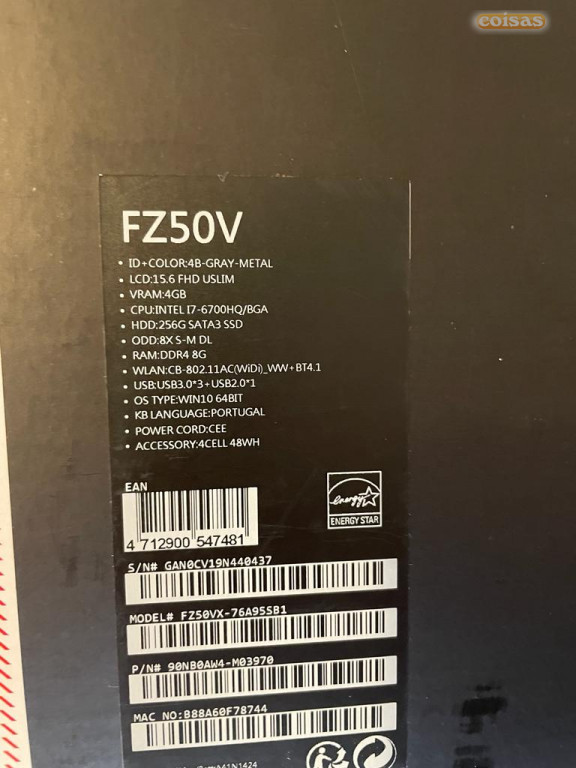 coisas
FZ50V
• ID+COLOR:4B-GRAY-METAL
• LCD:15.6 FHD USLIM
• VRAM:4GB
• CPU:INTEL I7-6700HQ/BGA
• HDD:256G SATA3 SSD
• ODD:8X S-M DL
• RAM:DDR4 8G
• WLAN:CB-802.11AC(WiDi)_WW+BT4.1
• USB:USB3.0*3+USB2.0*1
• OS TYPE:WIN10 64BIT
• KB LANGUAGE:PORTUGAL
• POWER CORD:CEE
• ACCESSORY:4CELL 48WH
EAN
4 712900 547481
energy
ENERGY STAR
S/N# GAN0CV19N440437
MODEL# FZ50VX-76A95SB1
P/N# 90NB0AW4-M03970
MAC NO:B88A60F78744